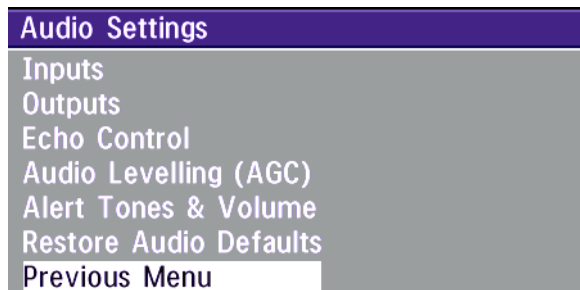 Audio Settings
Inputs
Outputs
Echo Control
Audio Levelling (AGC)
Alert Tones & Volume
Restore Audio Defaults
Previous Menu